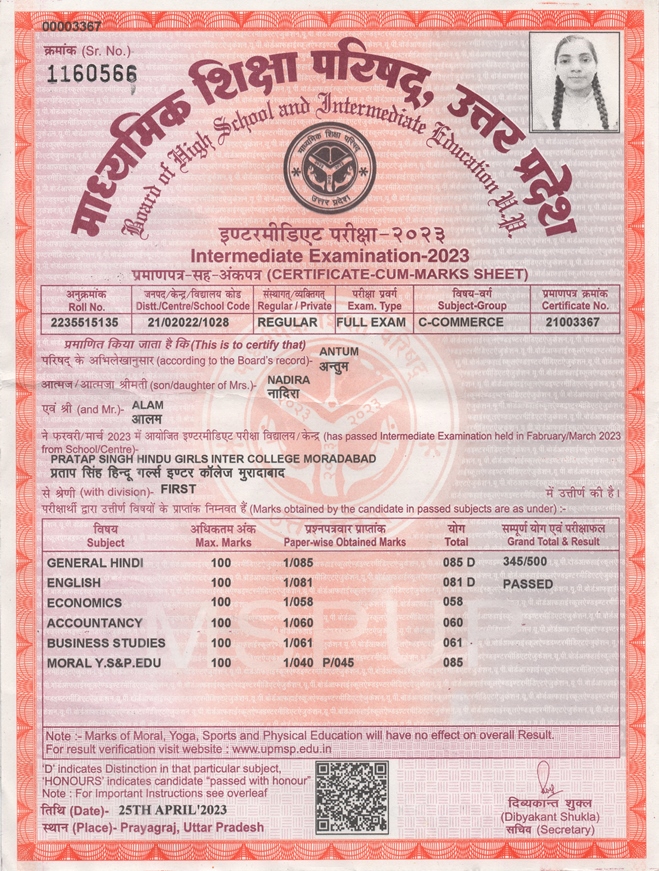 00003367
क्रमांक (Sr. No.)
1160566
माध्यमिक शिक्षा परिषद्, उत्तर प्रदेश
Board of High School and Intermediate Education U.P.
माध्यमिक शिक्षा परिषद्
उत्तर प्रदेश
इण्टरमीडिएट परीक्षा-२०२३
Intermediate Examination-2023
प्रमाणपत्र-सह-अंकपत्र (CERTIFICATE-CUM-MARKS SHEET)
अनुक्रमांक जनपद/केन्द्र/विद्यालय कोड संस्थागत/व्यक्तिगत परीक्षा प्रवर्ग विषय-वर्ग प्रमाणपत्र क्रमांक
Roll No. Distt./Centre/School Code Regular / Private Exam. Type Subject-Group Certificate No.
2235515135 21/02022/1028 REGULAR FULL EXAM C-COMMERCE 21003367
प्रमाणित किया जाता है कि(This is to certify that)
परिषद् के अभिलेखानुसार (according to the Board's record)- ANTUM
अन्तुम
आत्मज/आत्मजा श्रीमती (son/daughter of Mrs.)- NADIRA
नादिरा
एवं श्री (and Mr.)- ALAM
आलम
ने फरवरी/मार्च 2023 में आयोजित इण्टरमीडिएट परीक्षा विद्यालय/केन्द्र (has passed Intermediate Examination held in Fabruary/March 2023
from School/Centre)-
PRATAP SINGH HINDU GIRLS INTER COLLEGE MORADABAD
प्रताप सिंह हिन्दू गर्ल्स इण्टर कॉलेज मुरादाबाद
से श्रेणी (with division)- FIRST में उत्तीर्ण की है।
परीक्षार्थी द्वारा उत्तीर्ण विषयों के प्राप्तांक निम्नवत हैं (Marks obtained by the candidate in passed subjects are as under) :-
विषय अधिकतम अंक प्रश्नपत्रवार प्राप्तांक योग सम्पूर्ण योग एवं परीक्षाफल
Subject Max. Marks Paper-wise Obtained Marks Total Grand Total & Result
GENERAL HINDI 100 1/085 085 D 345/500
ENGLISH 100 1/081 081 D PASSED
ECONOMICS 100 1/058 058
ACCOUNTANCY 100 1/060 060
BUSINESS STUDIES 100 1/061 061
MORAL Y.S&P.EDU 100 1/040 P/045 085
MSPUP
Note :- Marks of Moral, Yoga, Sports and Physical Education will have no effect on overall Result.
For result verification visit website : www.upmsp.edu.in
'D' indicates Distinction in that particular subject,
'HONOURS' indicates candidate "passed with honour"
Note : For Important Instructions see overleaf
तिथि (Date)- 25TH APRIL'2023
स्थान (Place)- Prayagraj, Uttar Pradesh
दिब्यकान्त शुक्ल
(Dibyakant Shukla)
सचिव (Secretary)